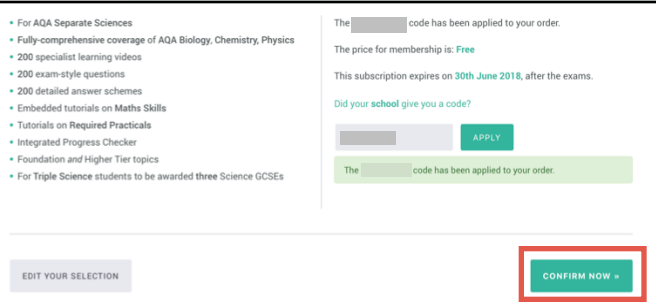 For AQA Separate Sciences
Fully-comprehensive coverage of AQA Biology, Chemistry, Physics
200 specialist learning videos
200 exam-style questions
200 detailed answer schemes
Embedded tutorials on Maths Skills
Tutorials on Required Practicals
Integrated Progress Checker
Foundation and Higher Tier topics
For Triple Science students to be awarded three Science GCSEs
The code has been applied to your order.
The price for membership is: Free
This subscription expires on 30th June 2018, after the exams.
Did your school give you a code?
APPLY
The code has been applied to your order.
EDIT YOUR SELECTION
CONFIRM NOW »